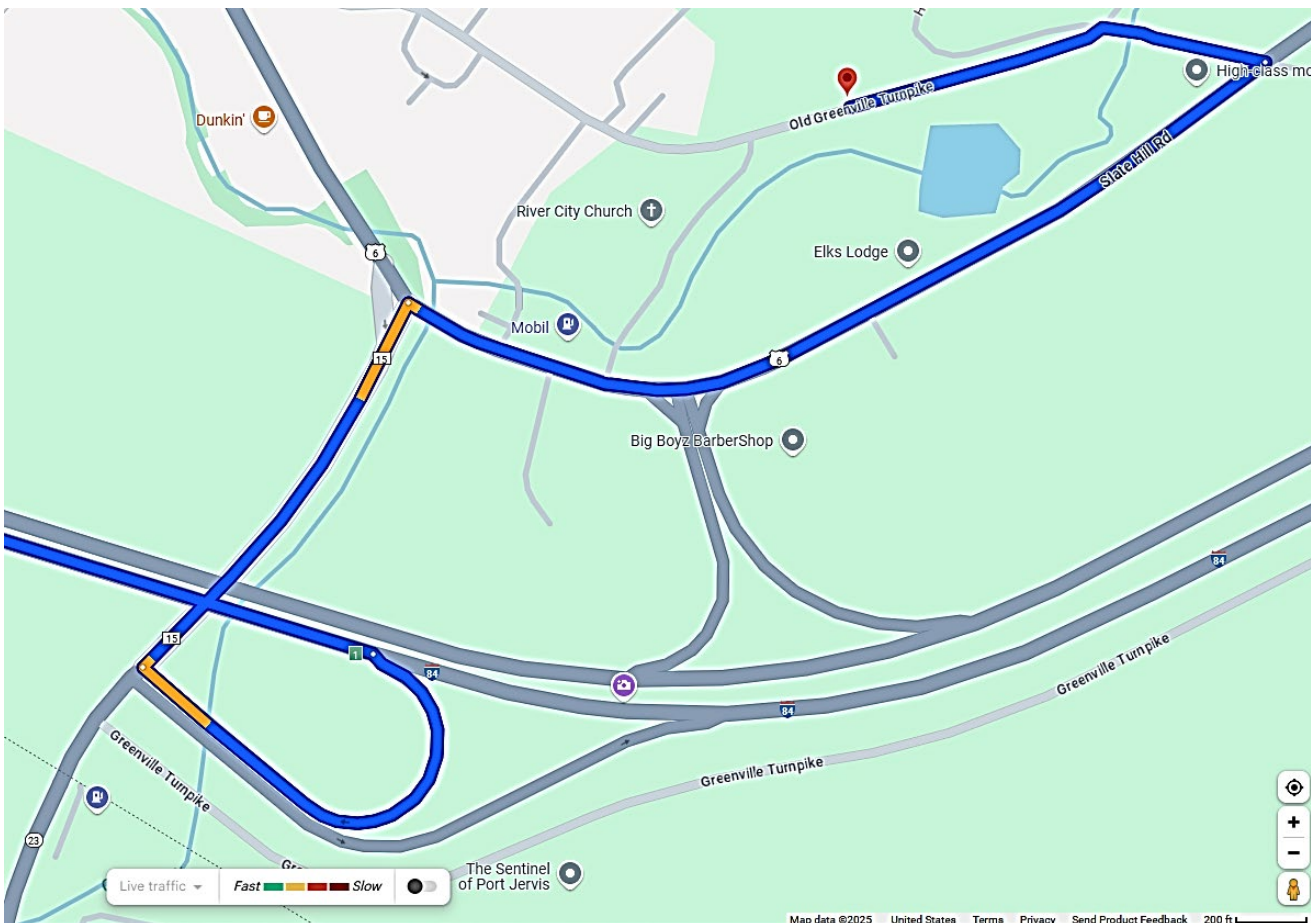 High-class mo
Old Greenville Turnpike
Dunkin'
Slate Hill Rd
River City Church
6
Elks Lodge
Mobil
15
6
Big Boyz BarberShop
84
15
1
84
84
Greenville Turnpike
Greenville Turnpike
Greenville Turnpike
23
Gr
The Sentinel
of Port Jervis
Live traffic
Fast
Slow
Map data ©2025 United States Terms Privacy Send Product Feedback 200 ft